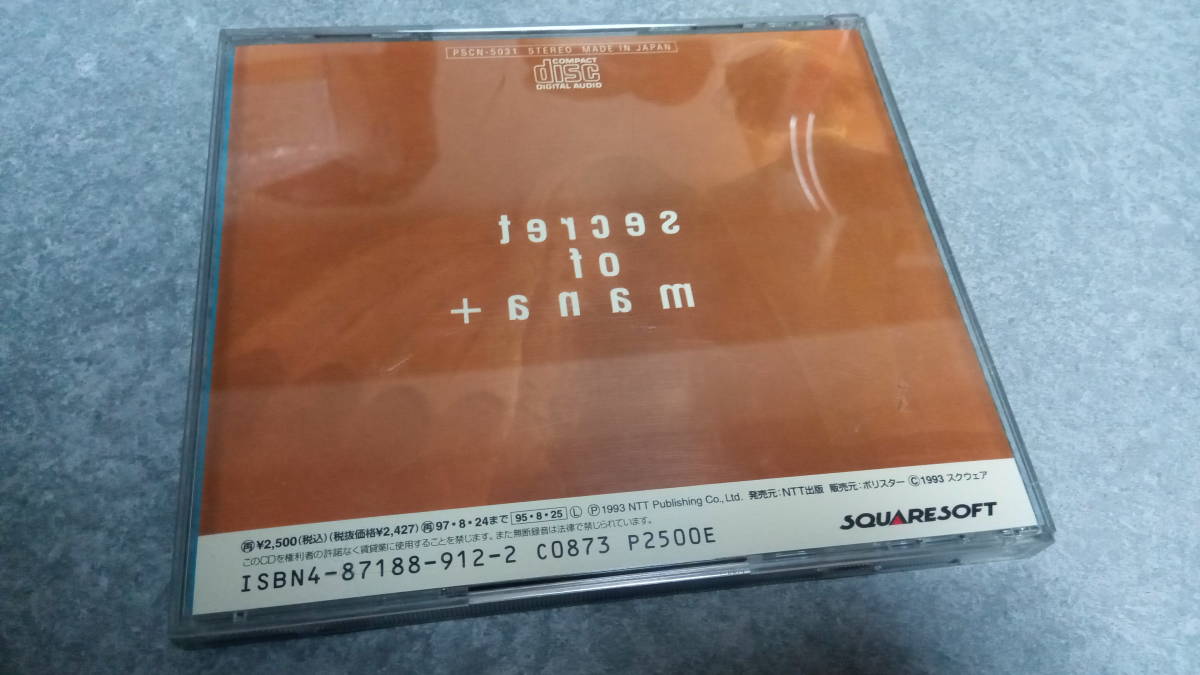 PSCN-5031 STEREO MADE IN JAPAN
COMPACT
disc
DIGITAL AUDIO
secret
of
mana+
再¥2,500(税込)(税抜価格¥2,427)再97・8・24まで 95・8・25 Ⓛ Ⓟ1993 NTT Publishing Co., Ltd. 発売元:NTT出版 販売元:ポリスター Ⓒ1993 スクウェア
このCDを権利者の許諾なく賃貸業に使用することを禁じます。また無断録音は法律で禁じられています。
SQUARESOFT
ISBN4-87188-912-2 C0873 P2500E